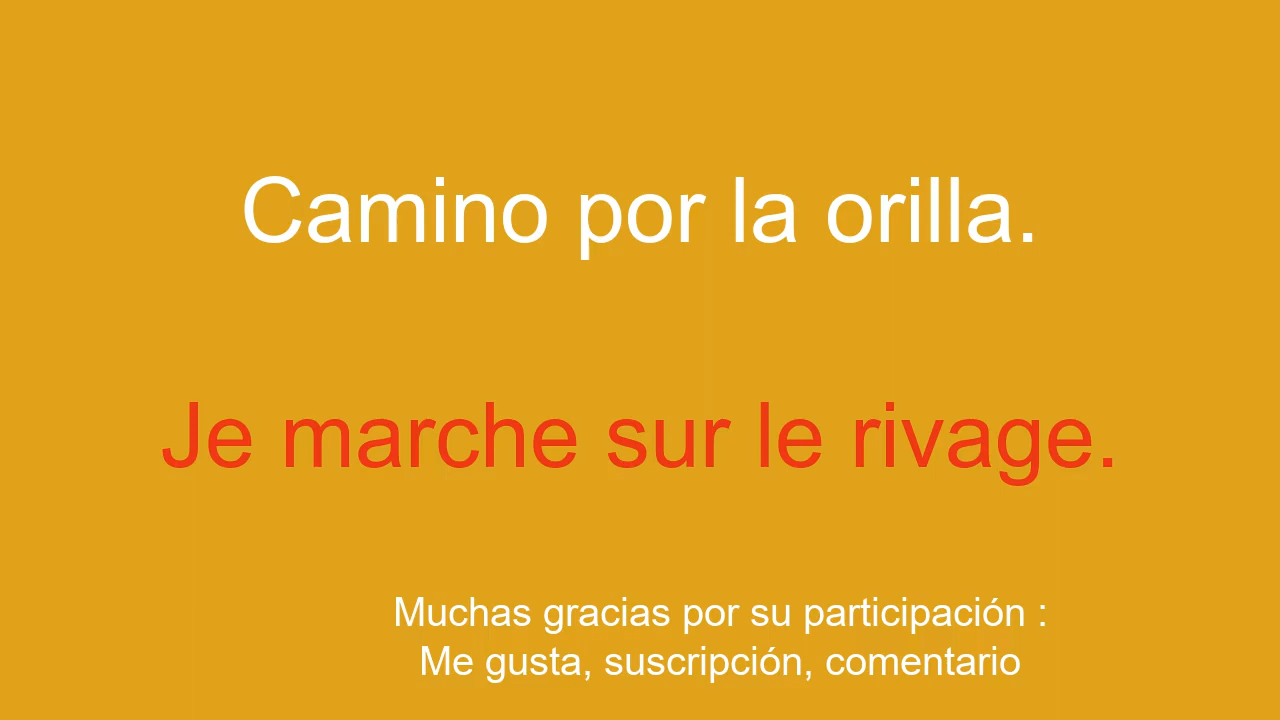 Camino por la orilla.
Je marche sur le rivage.
Muchas gracias por su participación :
Me gusta, suscripción, comentario